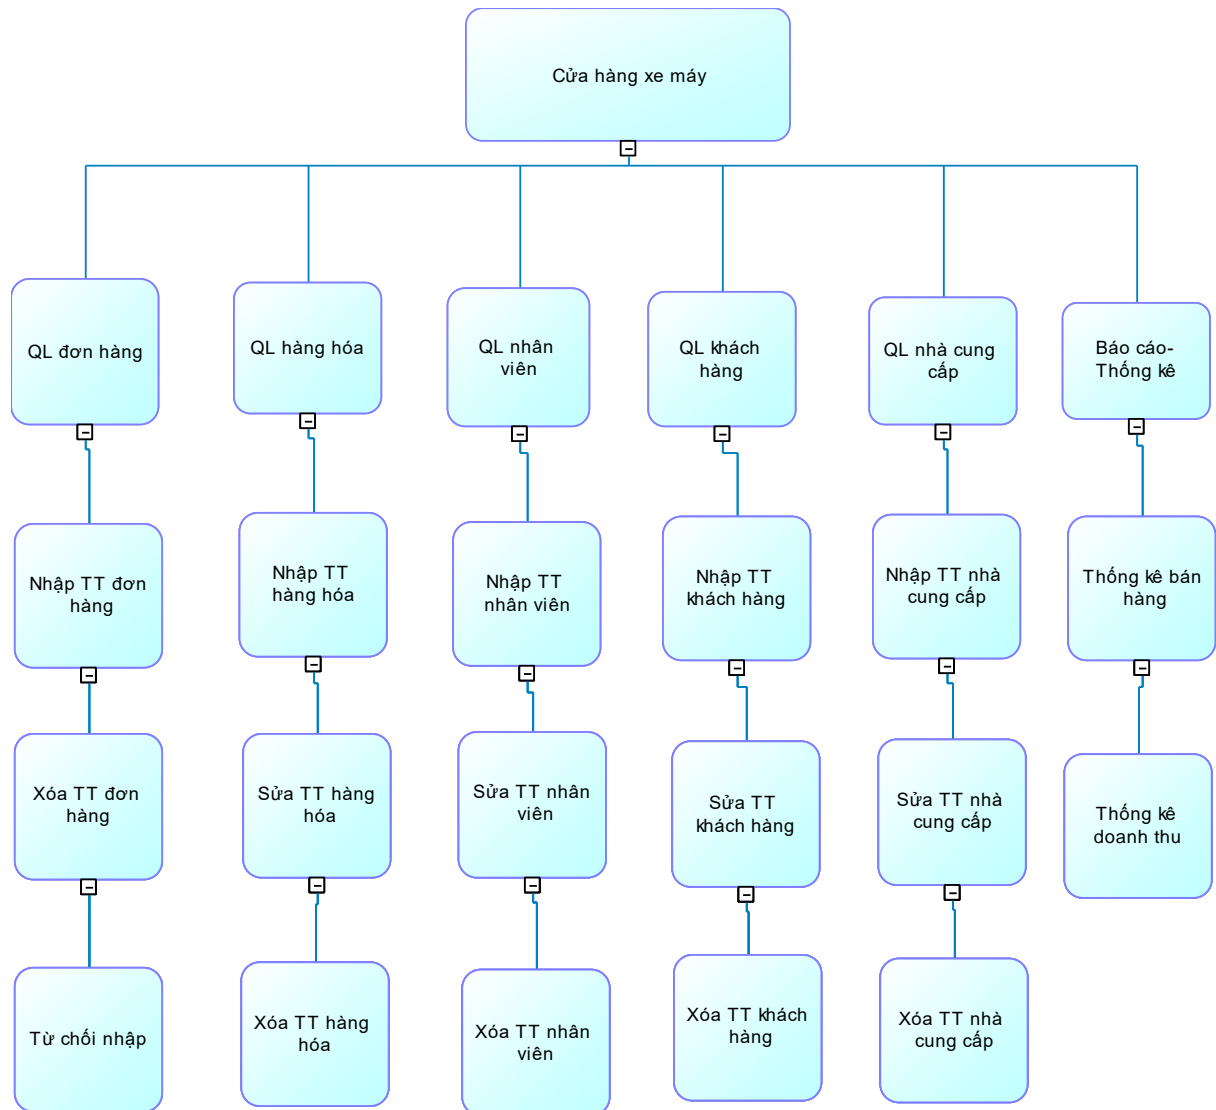 Cửa hàng xe máy
QL đơn hàng
QL hàng hóa
QL nhân
viên
QL khách
hàng
QL nhà cung
cấp
Báo cáo-
Thống kê
Nhập TT đơn
hàng
Nhập TT
hàng hóa
Nhập TT
nhân viên
Nhập TT
khách hàng
Nhập TT nhà
cung cấp
Thống kê bán
hàng
Xóa TT đơn
hàng
Sửa TT hàng
hóa
Sửa TT nhân
viên
Sửa TT
khách hàng
Sửa TT nhà
cung cấp
Thống kê
doanh thu
Từ chối nhập
Xóa TT hàng
hóa
Xóa TT nhân
viên
Xóa TT khách
hàng
Xóa TT nhà
cung cấp